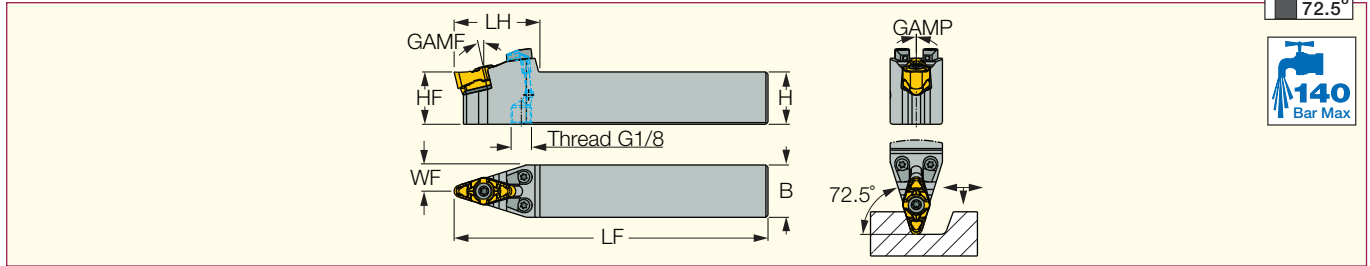 72.5°
LH
GAMF
HF
H
Thread G1/8
WF
B
LF
GAMP
72.5°
140
Bar Max